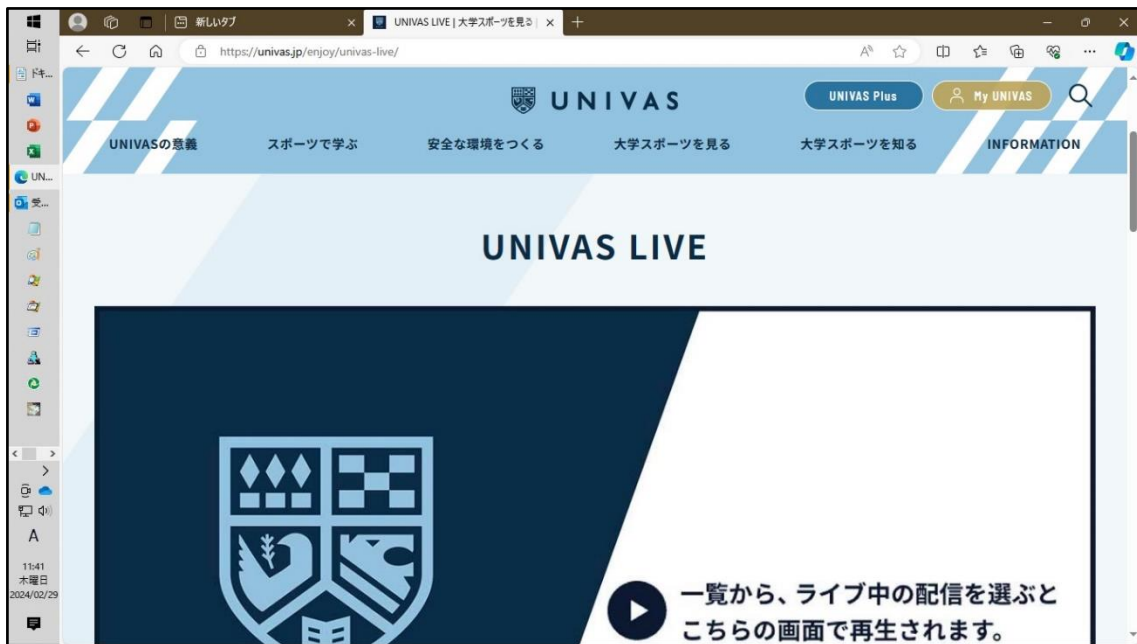 新しいタブ
UNIVAS LIVE | 大学スポーツを見る |
https://univas.jp/enjoy/univas-live/
UNIVAS
UNIVAS Plus
My UNIVAS
UNIVASの意義
スポーツで学ぶ
安全な環境をつくる
大学スポーツを見る
大学スポーツを知る
INFORMATION
UNIVAS LIVE
一覧から、ライブ中の配信を選ぶと
こちらの画面で再生されます。
ドキ...
UN...
受...
A
11:41
木曜日
2024/02/29